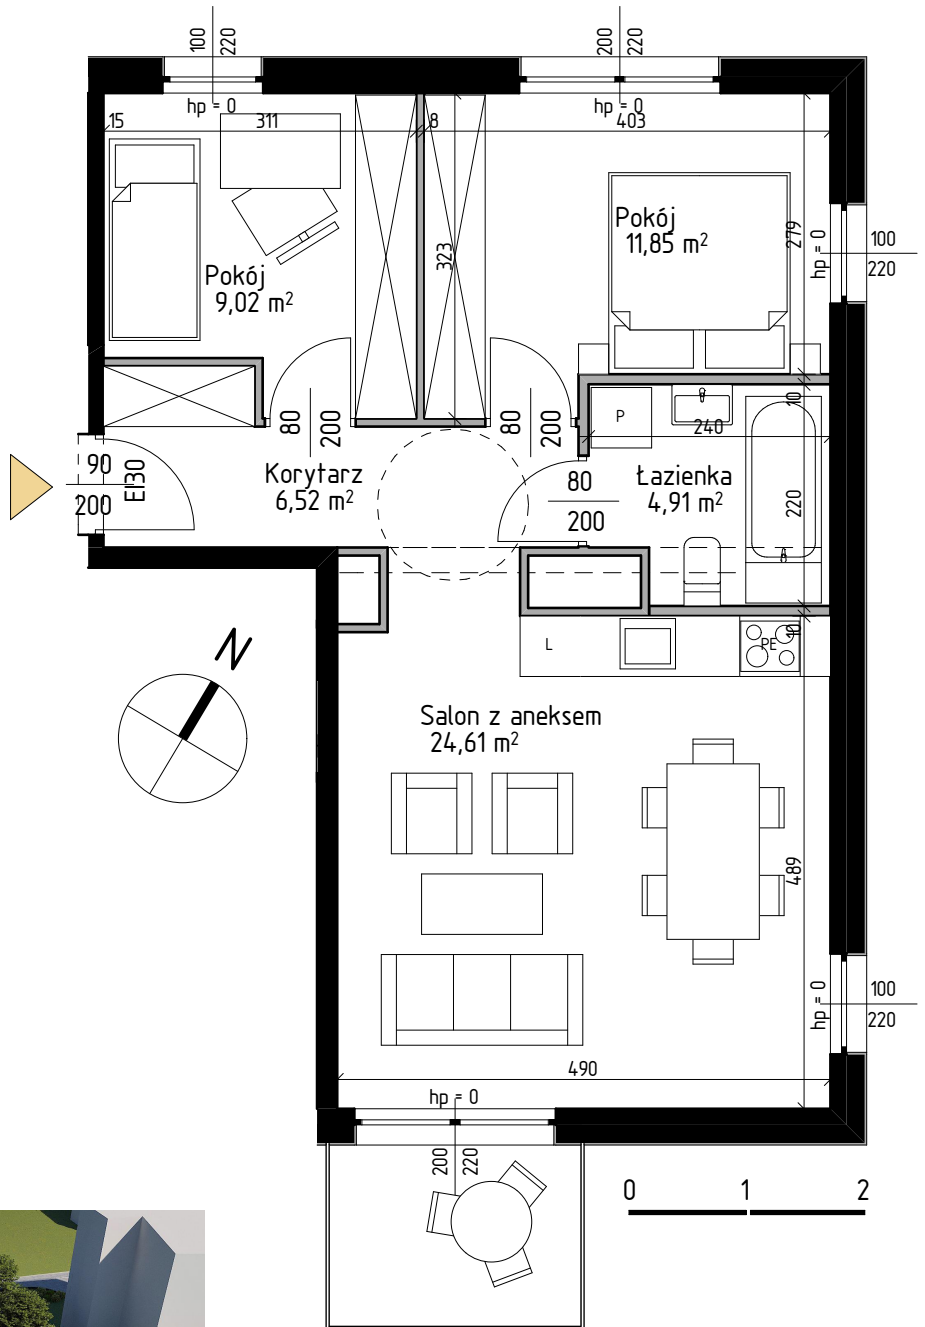 100
220
200
220
hp = 0
hp = 0
15
311
8
403
Pokój
9,02 m²
323
Pokój
11,85 m²
279
hp = 0
100
220
80
200
80
200
P
10
240
90
200
EI30
Korytarz
6,52 m²
80
200
Łazienka
4,91 m²
220
N
L
PE
10
Salon z aneksem
24,61 m²
489
hp = 0
100
220
490
hp = 0
200
220
0 1 2